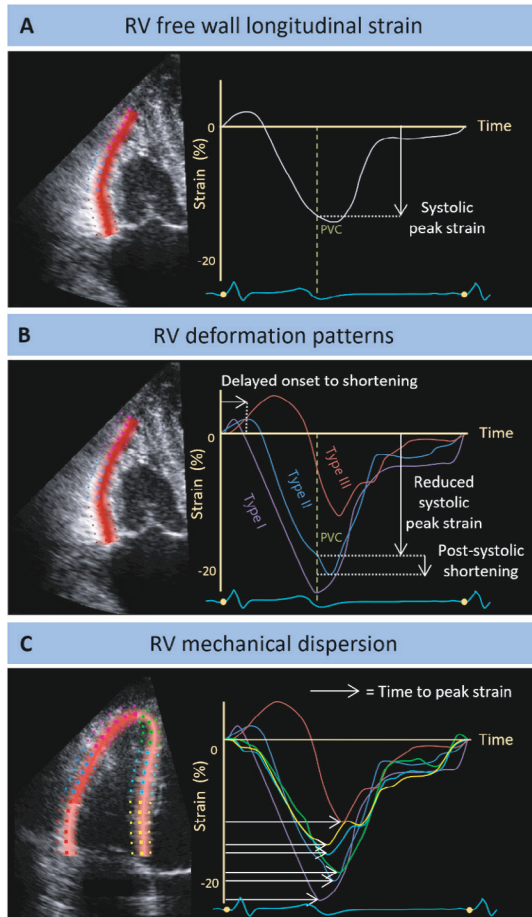 A RV free wall longitudinal strain
0
Time
Strain (%)
Systolic
peak strain
PVC
-20
B RV deformation patterns
Delayed onset to shortening
0
Time
Strain (%)
Type I
Type II
Type III
PVC
Reduced
systolic
peak strain
Post-systolic
shortening
-20
C RV mechanical dispersion
= Time to peak strain
0
Time
Strain (%)
-20